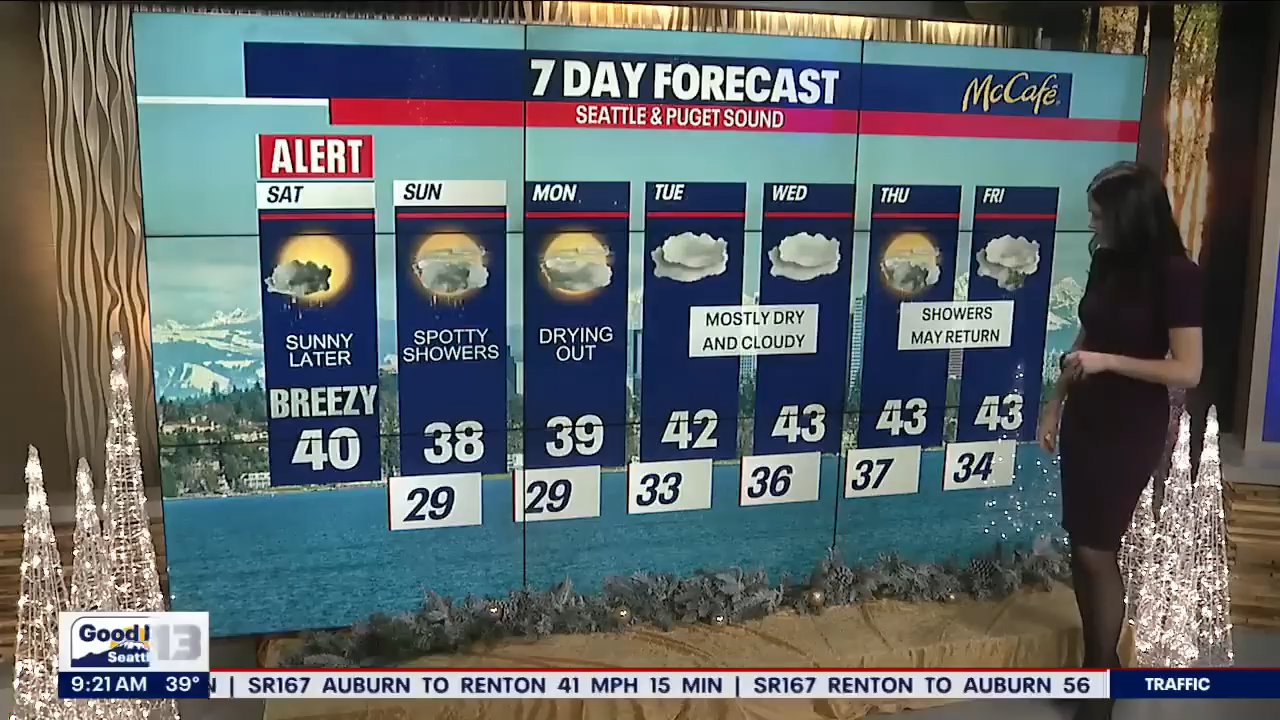 7 DAY FORECAST
McCafé
SEATTLE & PUGET SOUND
ALERT
SAT
SUNNY
LATER
BREEZY
40
SUN
SPOTTY
SHOWERS
38
29
MON
DRYING
OUT
39
29
TUE
WED
MOSTLY DRY
AND CLOUDY
42
33
43
36
THU
FRI
SHOWERS
MAY RETURN
43
37
43
34
Good
13
Seattl
9:21 AM 39° N | SR167 AUBURN TO RENTON 41 MPH 15 MIN | SR167 RENTON TO AUBURN 56
TRAFFIC